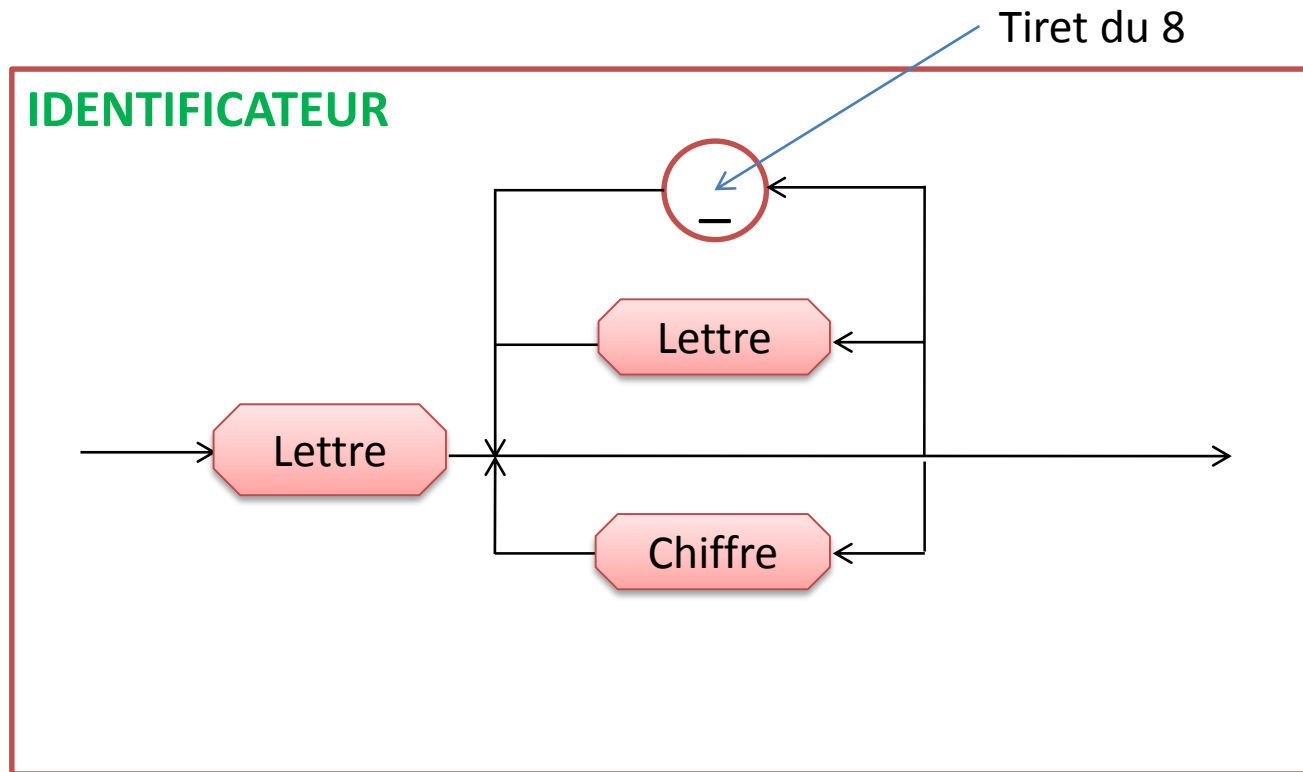 Tiret du 8
IDENTIFICATEUR
_
Lettre
Lettre
Chiffre